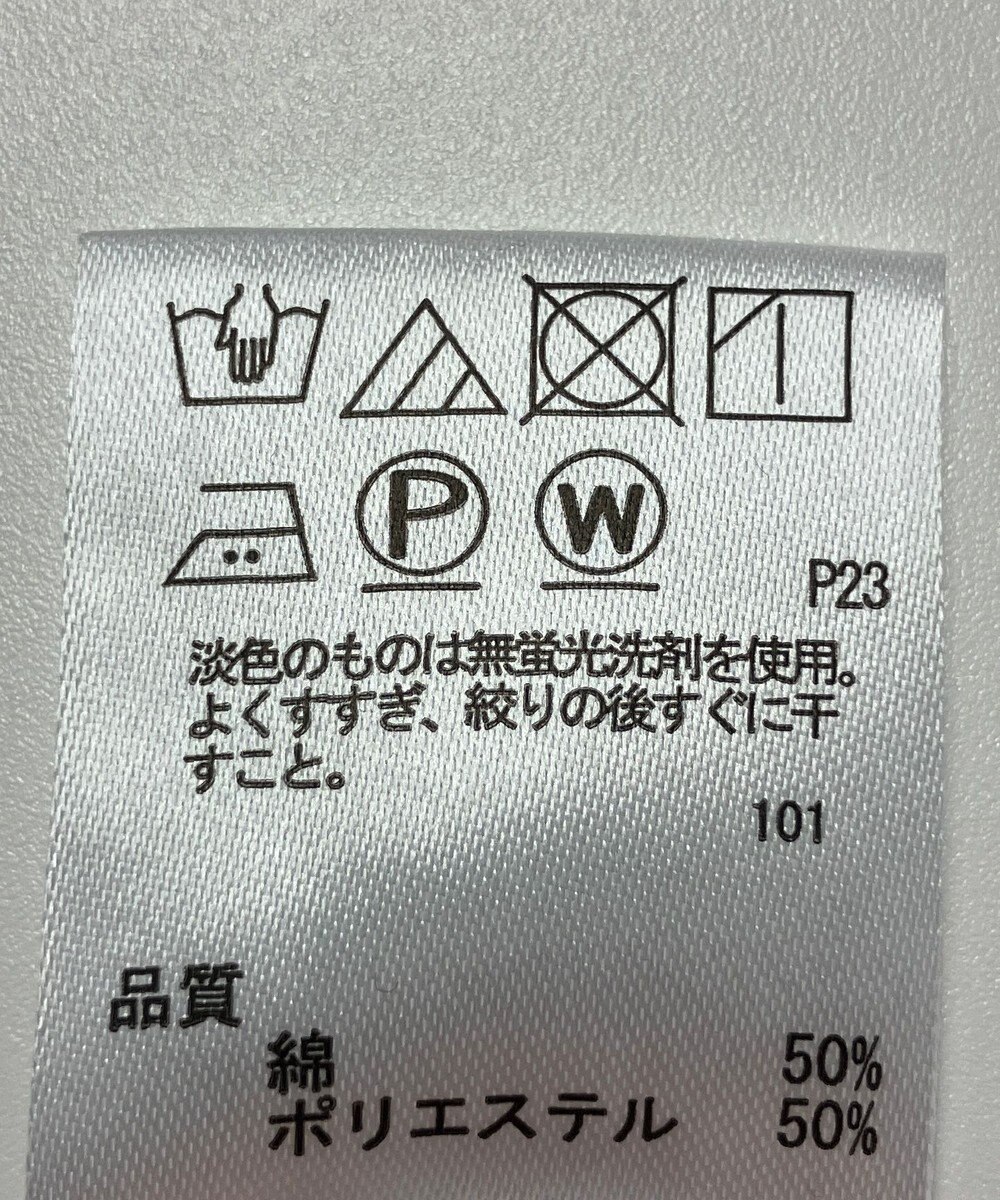 P
W
P23
淡色のものは無蛍光洗剤を使用。
よくすすぎ、絞りの後すぐに干
すこと。
101
品質
綿 50%
ポリエステル 50%